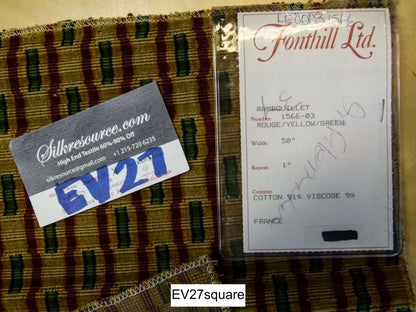 Fonthill Ltd.
RAMBOUILLET
Number: 1566-03
ROUGE/YELLOW/GREEN
Width: 50"
Repeat: 1"
Content:
COTTON 91% VISCOSE 9%
FRANCE
Silkresource.com
High End Textile 60%-90% Off
silkresource@gmail.com +1 215-720 6235
EV27
EV27square